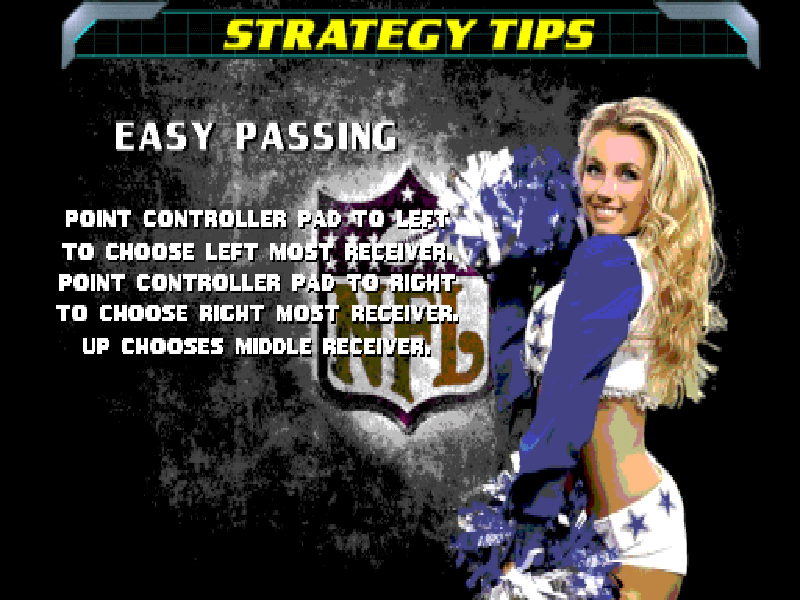 STRATEGY TIPS
EASY PASSING
POINT CONTROLLER PAD TO LEFT
TO CHOOSE LEFT MOST RECEIVER.
POINT CONTROLLER PAD TO RIGHT
TO CHOOSE RIGHT MOST RECEIVER.
UP CHOOSES MIDDLE RECEIVER.
NFL